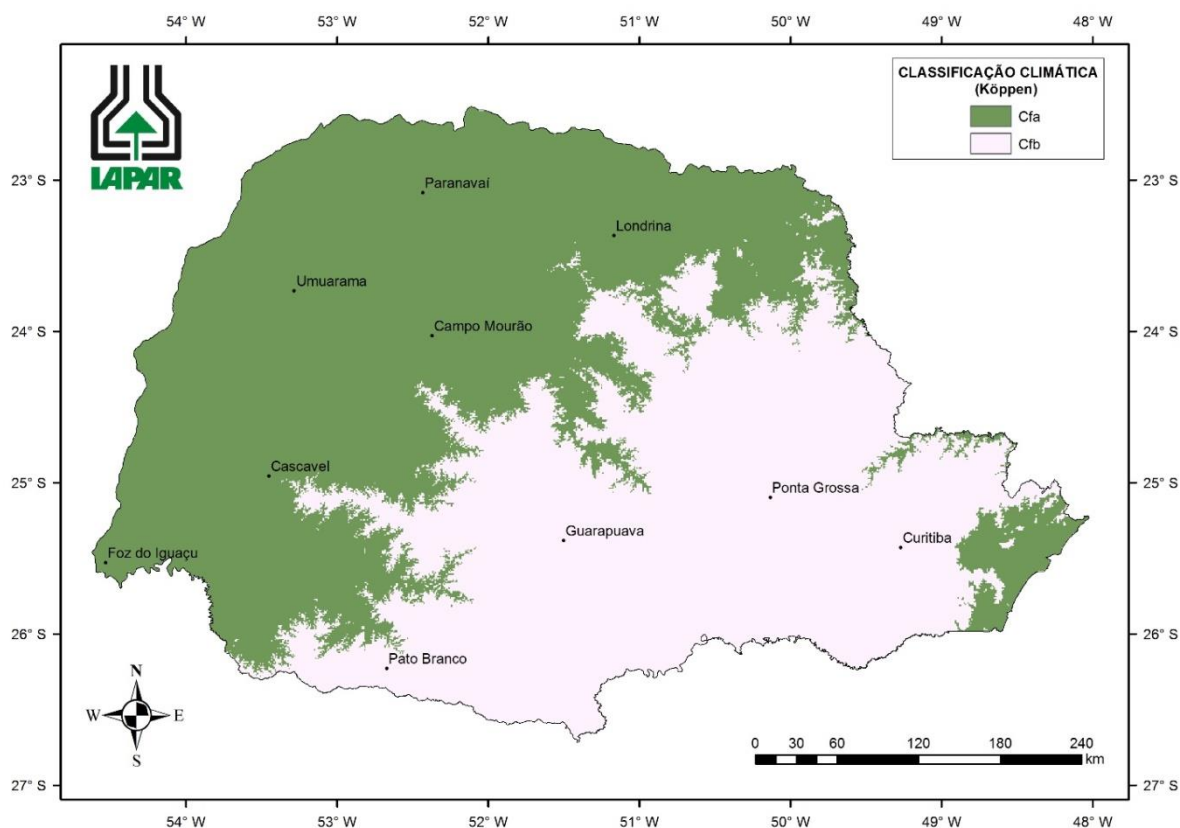 54° W 53° W 52° W 51° W 50° W 49° W 48° W
IAPAR
CLASSIFICAÇÃO CLIMÁTICA
(Köppen)
Cfa
Cfb
23° S 23° S
Paranavaí
Londrina
Umuarama
24° S 24° S
Campo Mourão
Cascavel
25° S 25° S
Ponta Grossa
Guarapuava
Curitiba
Foz do Iguaçu
26° S 26° S
Pato Branco
N
W E
S
0 30 60 120 180 240
km
27° S 27° S
54° W 53° W 52° W 51° W 50° W 49° W 48° W